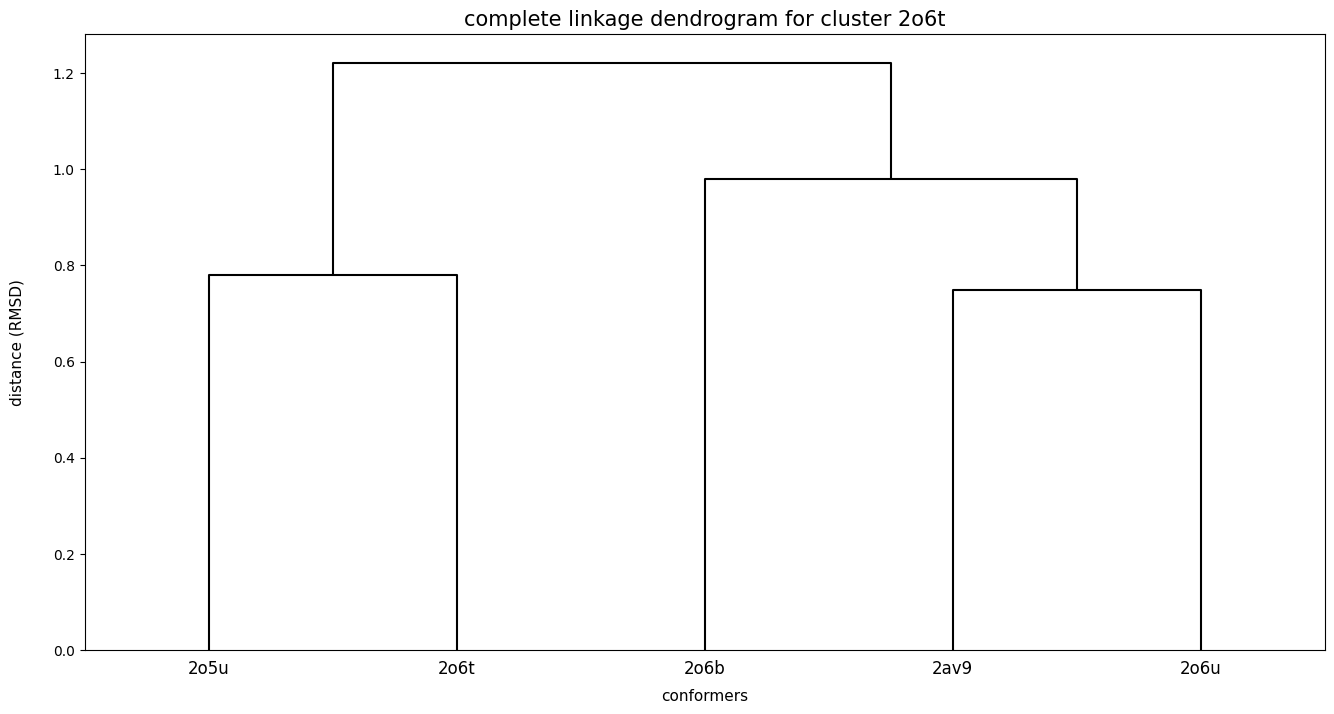 complete linkage dendrogram for cluster 2o6t
1.2
1.0
0.8
0.6
0.4
0.2
0.0
distance (RMSD)
2o5u 2o6t 2o6b 2av9 2o6u
conformers